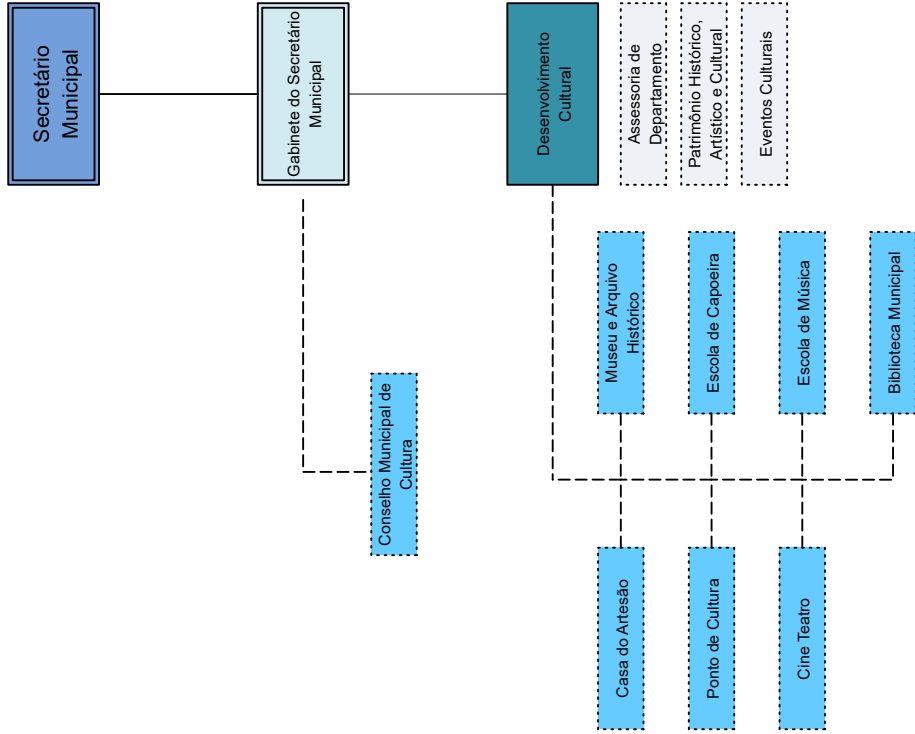 Secretário
Municipal
Gabinete do Secretário
Municipal
Conselho Municipal de
Cultura
Desenvolvimento
Cultural
Assessoria de
Departamento
Patrimônio Histórico,
Artístico e Cultural
Eventos Culturais
Casa do Artesão
Museu e Arquivo
Histórico
Ponto de Cultura
Escola de Capoeira
Cine Teatro
Escola de Música
Biblioteca Municipal